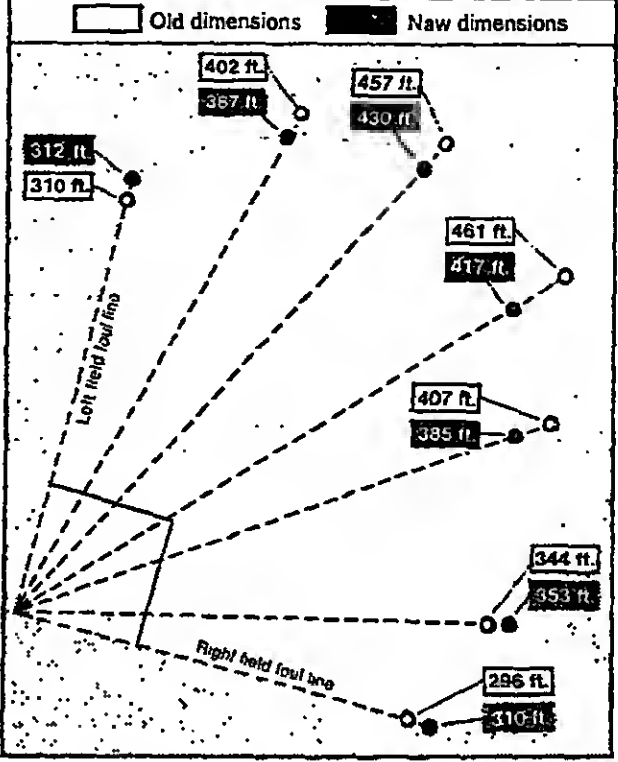 Old dimensions
Naw dimensions
402 ft.
367 ft
457 ft.
430 ft
312 ft.
310 ft.
461 ft.
417 ft.
Left field foul line
407 ft.
385 ft.
344 ft.
353 ft.
Right field foul line
296 ft.
310 ft